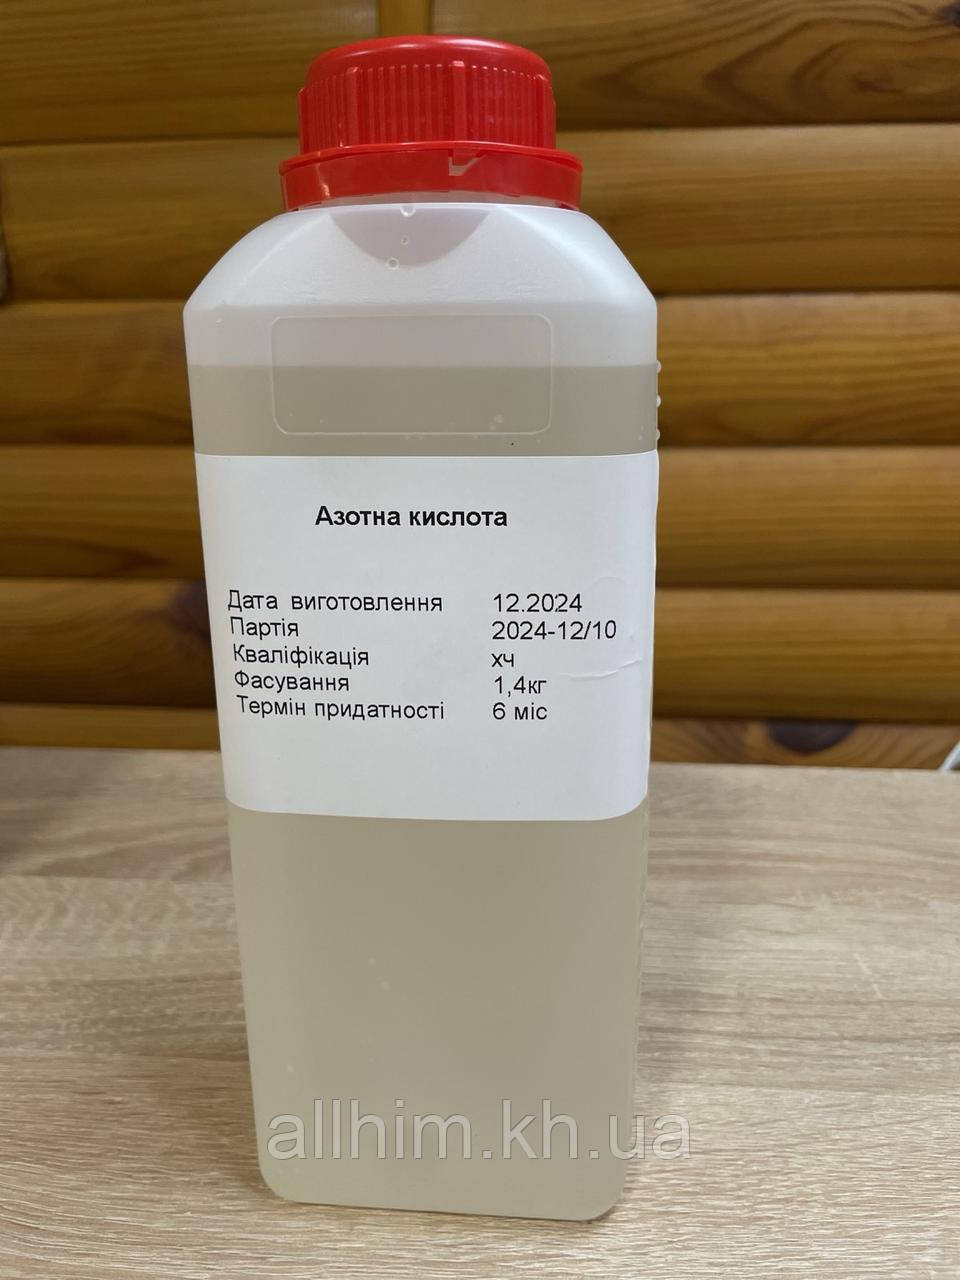 Азотна кислота
Дата виготовлення 12.2024
Партія 2024-12/10
Кваліфікація хч
Фасування 1,4кг
Термін придатності 6 міс
allhim.kh.ua